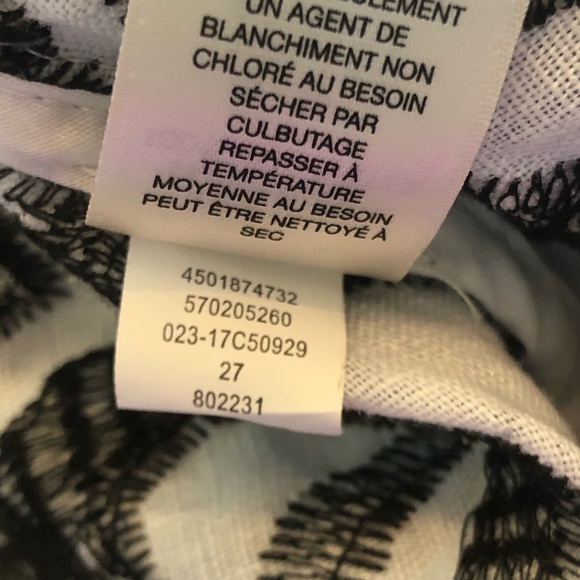 UN AGENT DE
BLANCHIMENT NON
CHLORÉ AU BESOIN
SÉCHER PAR
CULBUTAGE
REPASSER À
TEMPÉRATURE
MOYENNE AU BESOIN
PEUT ÊTRE NETTOYÉ À
SEC
4501874732
570205260
023-17C50929
27
802231